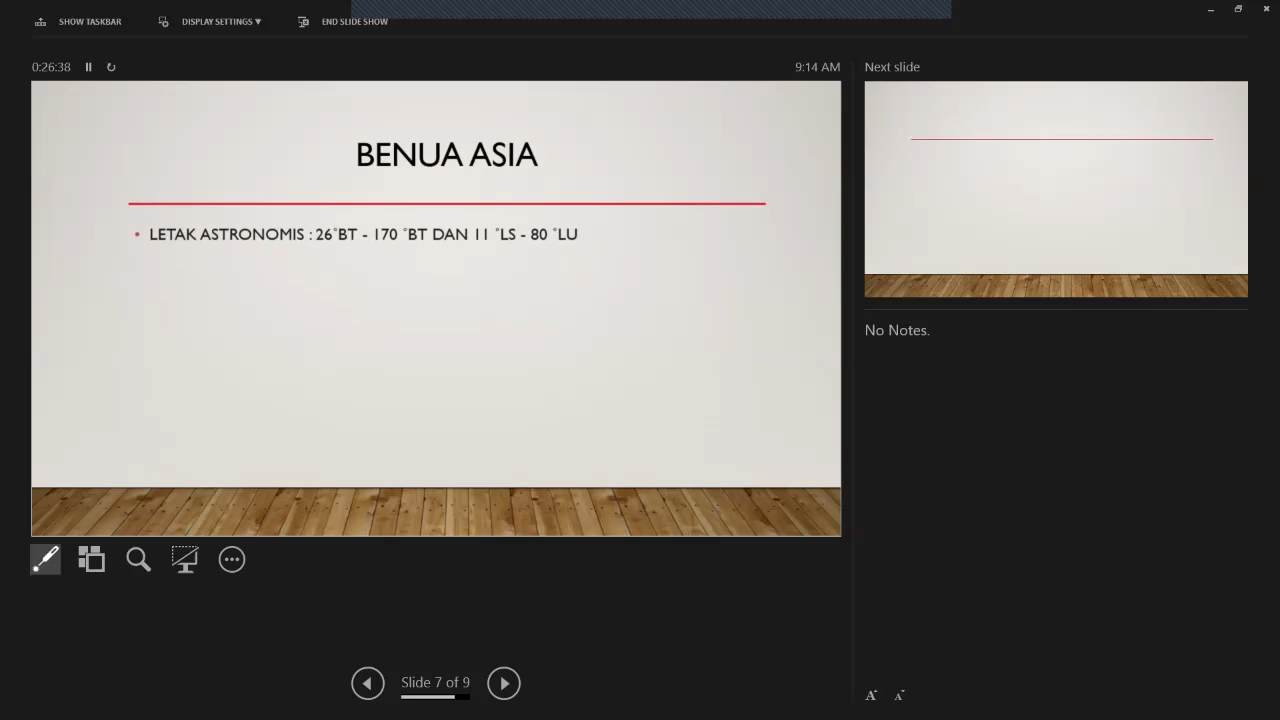 SHOW TASKBAR
DISPLAY SETTINGS ▼
END SLIDE SHOW
0:26:38
9:14 AM
Next slide
BENUA ASIA
• LETAK ASTRONOMIS : 26°BT - 170 °BT DAN 11 °LS - 80 °LU
No Notes.
Slide 7 of 9
A A